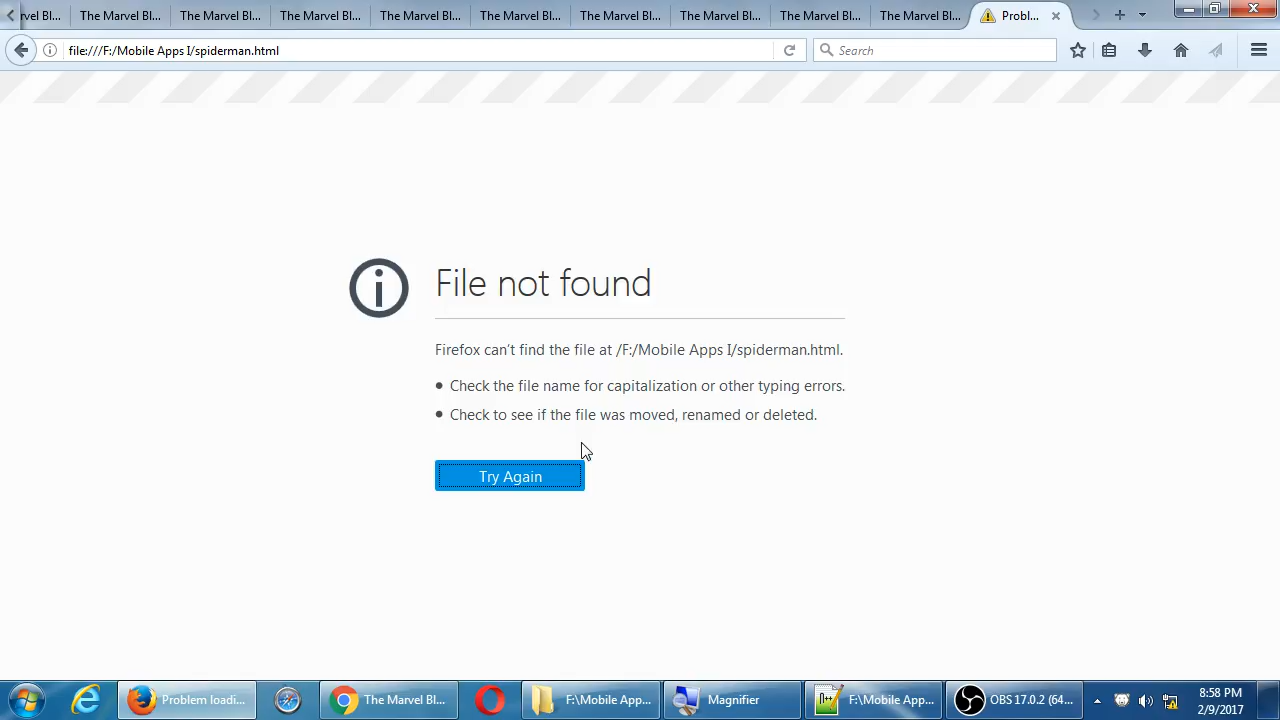 vel Bl...
The Marvel Bl...
The Marvel Bl...
The Marvel Bl...
The Marvel Bl...
The Marvel Bl...
The Marvel Bl...
The Marvel Bl...
The Marvel Bl...
The Marvel Bl...
Probl...
file:///F:/Mobile Apps I/spiderman.html
Search
File not found
Firefox can't find the file at /F:/Mobile Apps I/spiderman.html.
Check the file name for capitalization or other typing errors.
Check to see if the file was moved, renamed or deleted.
Try Again
Problem loadi...
The Marvel Bl...
F:\Mobile App...
Magnifier
F:\Mobile App...
OBS 17.0.2 (64...
8:58 PM
2/9/2017